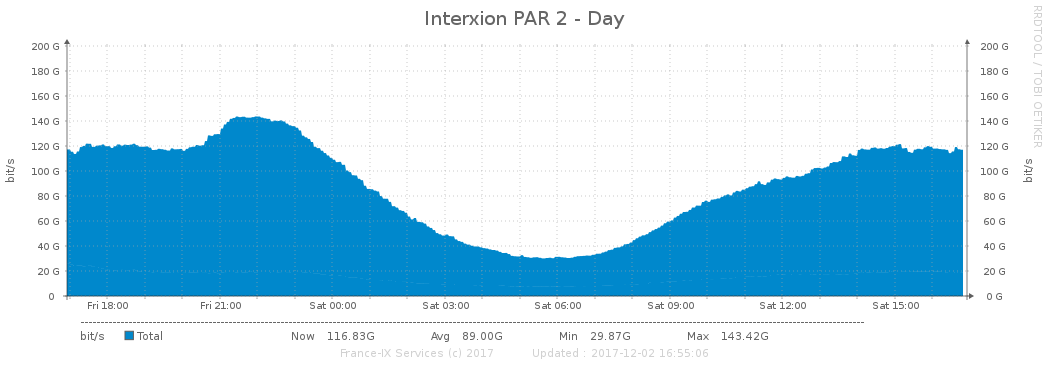 Interxion PAR 2 - Day
RRDTOOL / TOBI OETIKER
bit/s
200 G 200 G
180 G 180 G
160 G 160 G
140 G 140 G
120 G 120 G
100 G 100 G
80 G 80 G
60 G 60 G
40 G 40 G
20 G 20 G
0 0 G
bit/s
Fri 18:00 Fri 21:00 Sat 00:00 Sat 03:00 Sat 06:00 Sat 09:00 Sat 12:00 Sat 15:00
bit/s Total Now 116.83G Avg 89.00G Min 29.87G Max 143.42G
France-IX Services (c) 2017 Updated : 2017-12-02 16:55:06